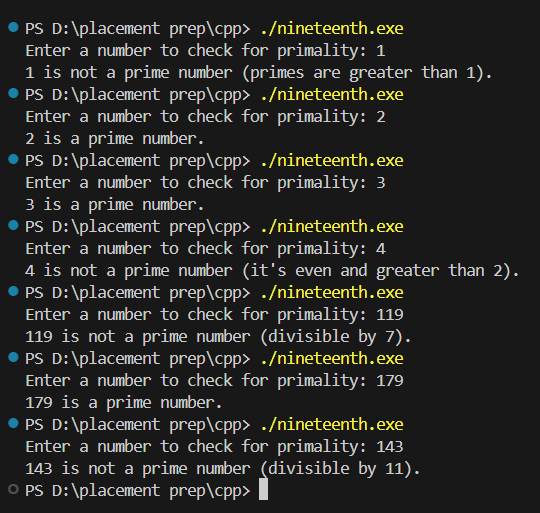 PS D:\placement prep\cpp> ./nineteenth.exe
Enter a number to check for primality: 1
1 is not a prime number (primes are greater than 1).
PS D:\placement prep\cpp> ./nineteenth.exe
Enter a number to check for primality: 2
2 is a prime number.
PS D:\placement prep\cpp> ./nineteenth.exe
Enter a number to check for primality: 3
3 is a prime number.
PS D:\placement prep\cpp> ./nineteenth.exe
Enter a number to check for primality: 4
4 is not a prime number (it's even and greater than 2).
PS D:\placement prep\cpp> ./nineteenth.exe
Enter a number to check for primality: 119
119 is not a prime number (divisible by 7).
PS D:\placement prep\cpp> ./nineteenth.exe
Enter a number to check for primality: 179
179 is a prime number.
PS D:\placement prep\cpp> ./nineteenth.exe
Enter a number to check for primality: 143
143 is not a prime number (divisible by 11).
PS D:\placement prep\cpp>